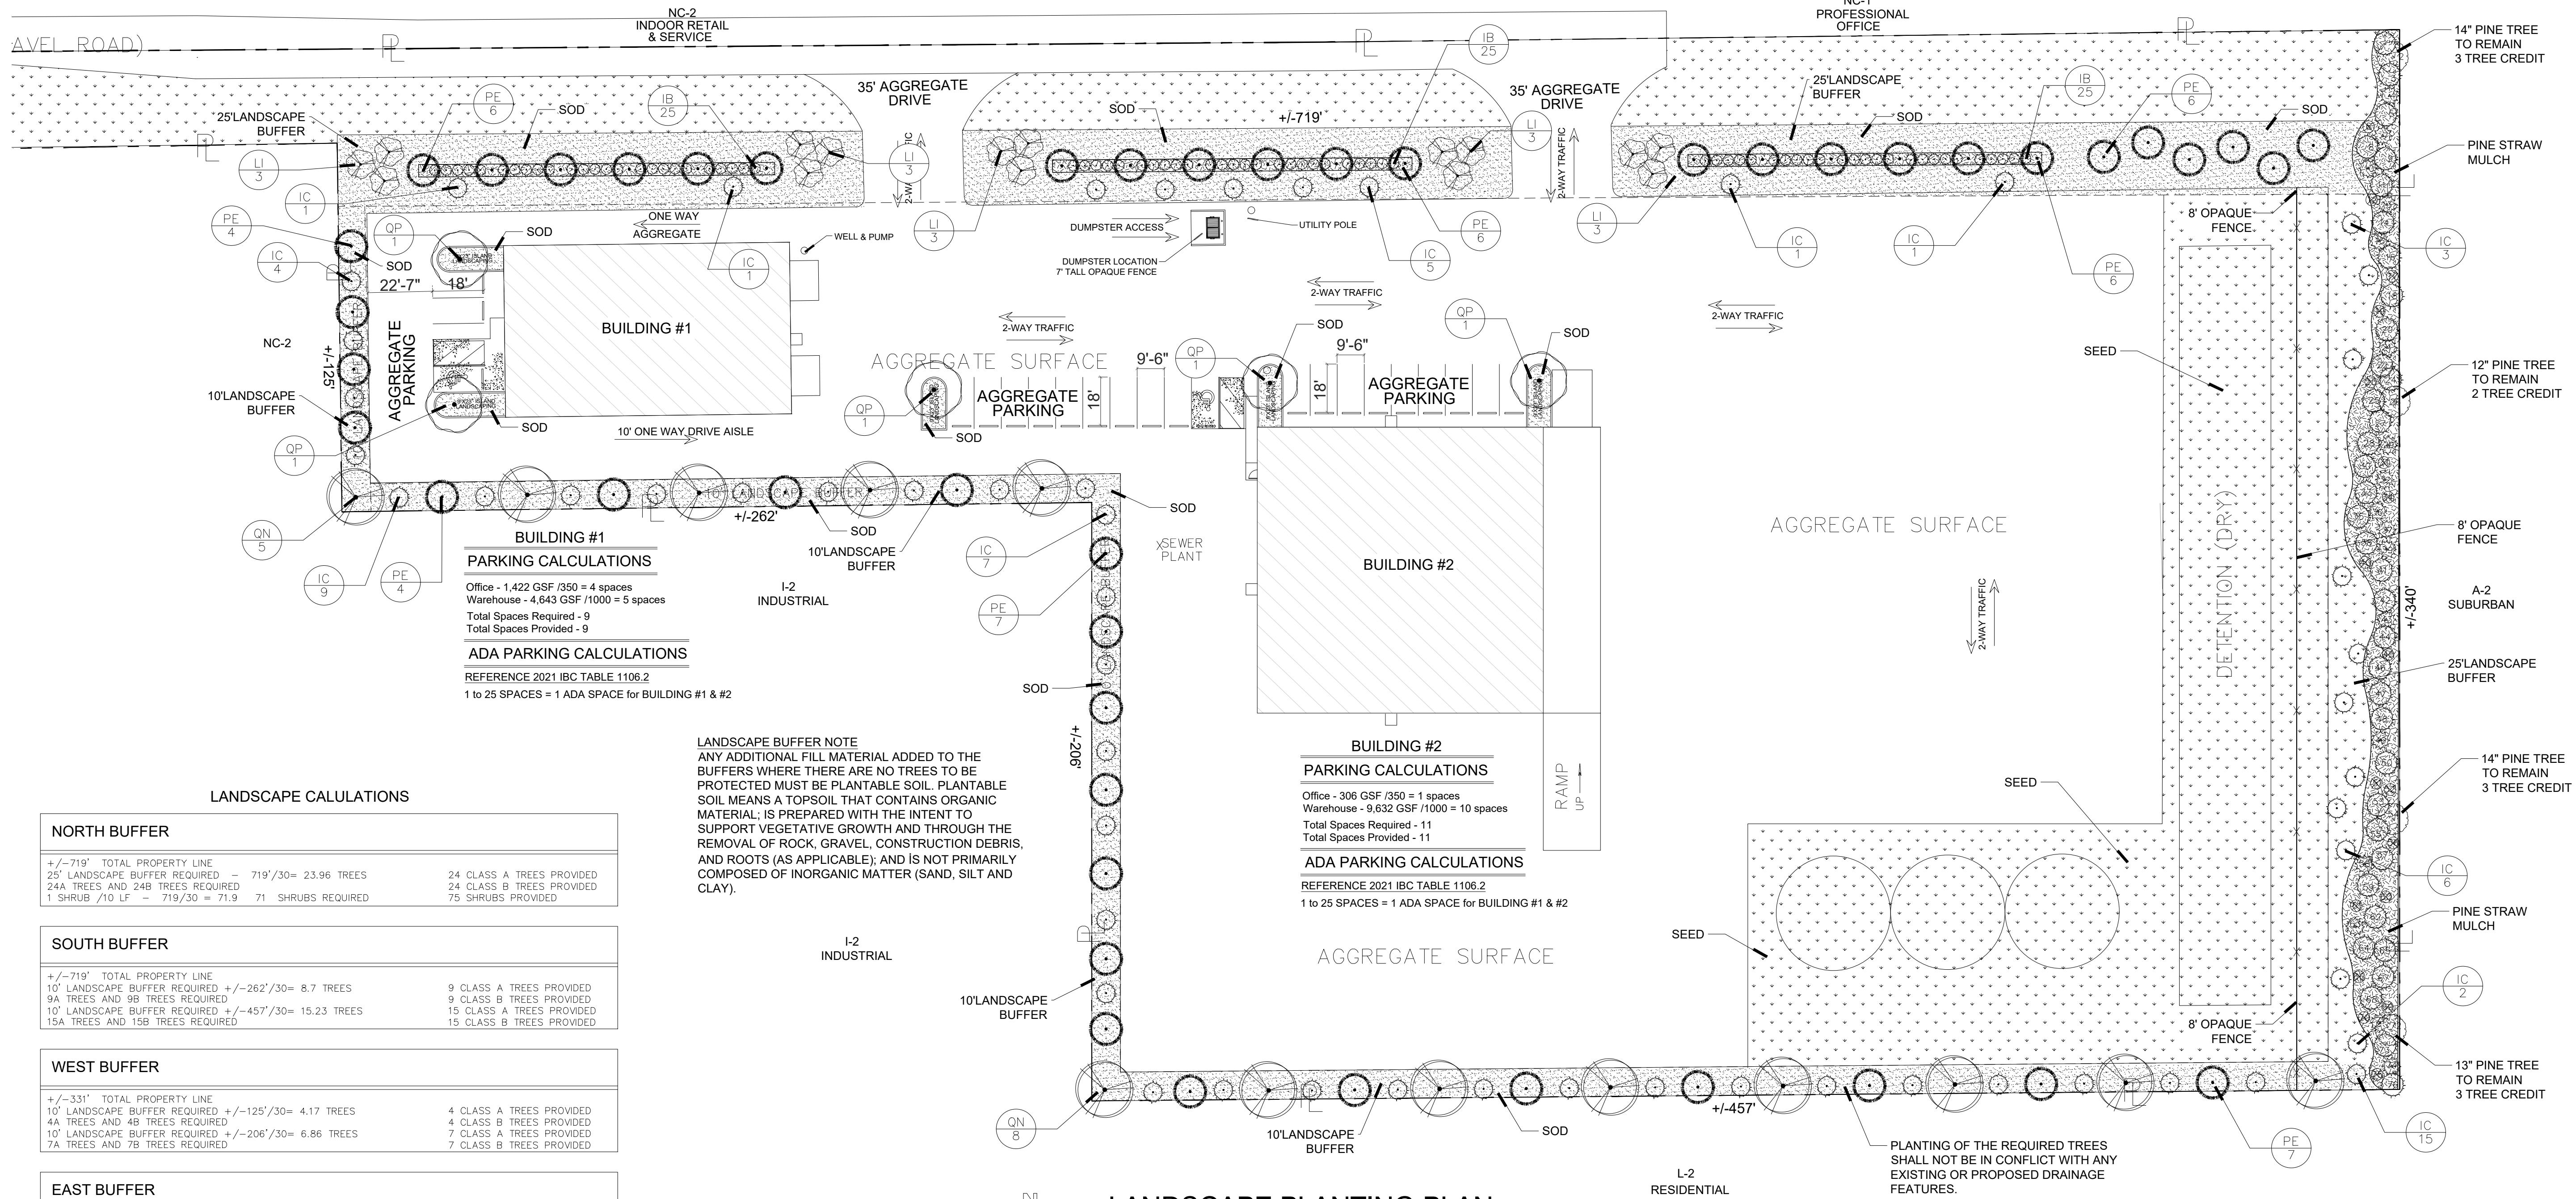 NC-2
INDOOR RETAIL
& SERVICE
NC-1
PROFESSIONAL
OFFICE
AVEL ROAD)
PL
PL
PL
PL
14" PINE TREE
TO REMAIN
3 TREE CREDIT
IB
25
35' AGGREGATE
DRIVE
35' AGGREGATE
DRIVE
25'LANDSCAPE
BUFFER
IB
25
PE
6
SOD
PE
6
SOD
IB
25
SOD
+/-719'
SOD
25'LANDSCAPE
BUFFER
LI
3
LI
3
LI
3
2-WAY TRAFFIC
PINE STRAW
MULCH
LI
3
LI
3
IC
1
PE
4
QP
1
SOD
ONE WAY
AGGREGATE
WELL & PUMP
DUMPSTER ACCESS
UTILITY POLE
DUMPSTER LOCATION
7' TALL OPAQUE FENCE
PE
6
IC
5
IC
1
IC
1
IC
1
PE
6
8' OPAQUE
FENCE
IC
3
IC
4
SOD
22'-7"
18'
NC-2
+/-125'
AGGREGATE
PARKING
BUILDING #1
2-WAY TRAFFIC
2-WAY TRAFFIC
2-WAY TRAFFIC
AGGREGATE SURFACE
9'-6"
QP
1
SOD
9'-6"
QP
1
SOD
SEED
12" PINE TREE
TO REMAIN
2 TREE CREDIT
10'LANDSCAPE
BUFFER
QP
1
SOD
10' ONE WAY DRIVE AISLE
QP
1
SOD
AGGREGATE
PARKING
18'
18'
AGGREGATE
PARKING
10' LANDSCAPE BUFFER
+/-262'
SOD
SOD
QN
5
IC
9
PE
4
10'LANDSCAPE
BUFFER
IC
7
SEWER
PLANT
PE
7
BUILDING #2
AGGREGATE SURFACE
2-WAY TRAFFIC
DETENTION (DRY)
8' OPAQUE
FENCE
A-2
SUBURBAN
+/-340'
25'LANDSCAPE
BUFFER
BUILDING #1
PARKING CALCULATIONS
Office - 1,422 GSF /350 = 4 spaces
Warehouse - 4,643 GSF /1000 = 5 spaces
Total Spaces Required - 9
Total Spaces Provided - 9
ADA PARKING CALCULATIONS
REFERENCE 2021 IBC TABLE 1106.2
1 to 25 SPACES = 1 ADA SPACE for BUILDING #1 & #2
I-2
INDUSTRIAL
SOD
+/-206'
LANDSCAPE BUFFER NOTE
ANY ADDITIONAL FILL MATERIAL ADDED TO THE
BUFFERS WHERE THERE ARE NO TREES TO BE
PROTECTED MUST BE PLANTABLE SOIL. PLANTABLE
SOIL MEANS A TOPSOIL THAT CONTAINS ORGANIC
MATERIAL; IS PREPARED WITH THE INTENT TO
SUPPORT VEGETATIVE GROWTH AND THROUGH THE
REMOVAL OF ROCK, GRAVEL, CONSTRUCTION DEBRIS,
AND ROOTS (AS APPLICABLE); AND IS NOT PRIMARILY
COMPOSED OF INORGANIC MATTER (SAND, SILT AND
CLAY).
BUILDING #2
PARKING CALCULATIONS
Office - 306 GSF /350 = 1 spaces
Warehouse - 9,632 GSF /1000 = 10 spaces
Total Spaces Required - 11
Total Spaces Provided - 11
ADA PARKING CALCULATIONS
REFERENCE 2021 IBC TABLE 1106.2
1 to 25 SPACES = 1 ADA SPACE for BUILDING #1 & #2
RAMP
UP
SEED
SEED
14" PINE TREE
TO REMAIN
3 TREE CREDIT
IC
6
PINE STRAW
MULCH
IC
2
8' OPAQUE
FENCE
13" PINE TREE
TO REMAIN
3 TREE CREDIT
I-2
INDUSTRIAL
AGGREGATE SURFACE
10'LANDSCAPE
BUFFER
QN
8
10'LANDSCAPE
BUFFER
SOD
+/-457'
PLANTING OF THE REQUIRED TREES
SHALL NOT BE IN CONFLICT WITH ANY
EXISTING OR PROPOSED DRAINAGE
FEATURES.
PE
7
IC
15
L-2
RESIDENTIAL
LANDSCAPE PLANTING PLAN
LANDSCAPE CALULATIONS
NORTH BUFFER
+/-719' TOTAL PROPERTY LINE
25' LANDSCAPE BUFFER REQUIRED - 719'/30= 23.96 TREES 24 CLASS A TREES PROVIDED
24A TREES AND 24B TREES REQUIRED 24 CLASS B TREES PROVIDED
1 SHRUB /10 LF - 719/30 = 71.9 71 SHRUBS REQUIRED 75 SHRUBS PROVIDED
SOUTH BUFFER
+/-719' TOTAL PROPERTY LINE
10' LANDSCAPE BUFFER REQUIRED +/-262'/30= 8.7 TREES 9 CLASS A TREES PROVIDED
9A TREES AND 9B TREES REQUIRED 9 CLASS B TREES PROVIDED
10' LANDSCAPE BUFFER REQUIRED +/-457'/30= 15.23 TREES 15 CLASS A TREES PROVIDED
15A TREES AND 15B TREES REQUIRED 15 CLASS B TREES PROVIDED
WEST BUFFER
+/-331' TOTAL PROPERTY LINE
10' LANDSCAPE BUFFER REQUIRED +/-125'/30= 4.17 TREES 4 CLASS A TREES PROVIDED
4A TREES AND 4B TREES REQUIRED 4 CLASS B TREES PROVIDED
10' LANDSCAPE BUFFER REQUIRED +/-206'/30= 6.86 TREES 7 CLASS A TREES PROVIDED
7A TREES AND 7B TREES REQUIRED 7 CLASS B TREES PROVIDED
EAST BUFFER